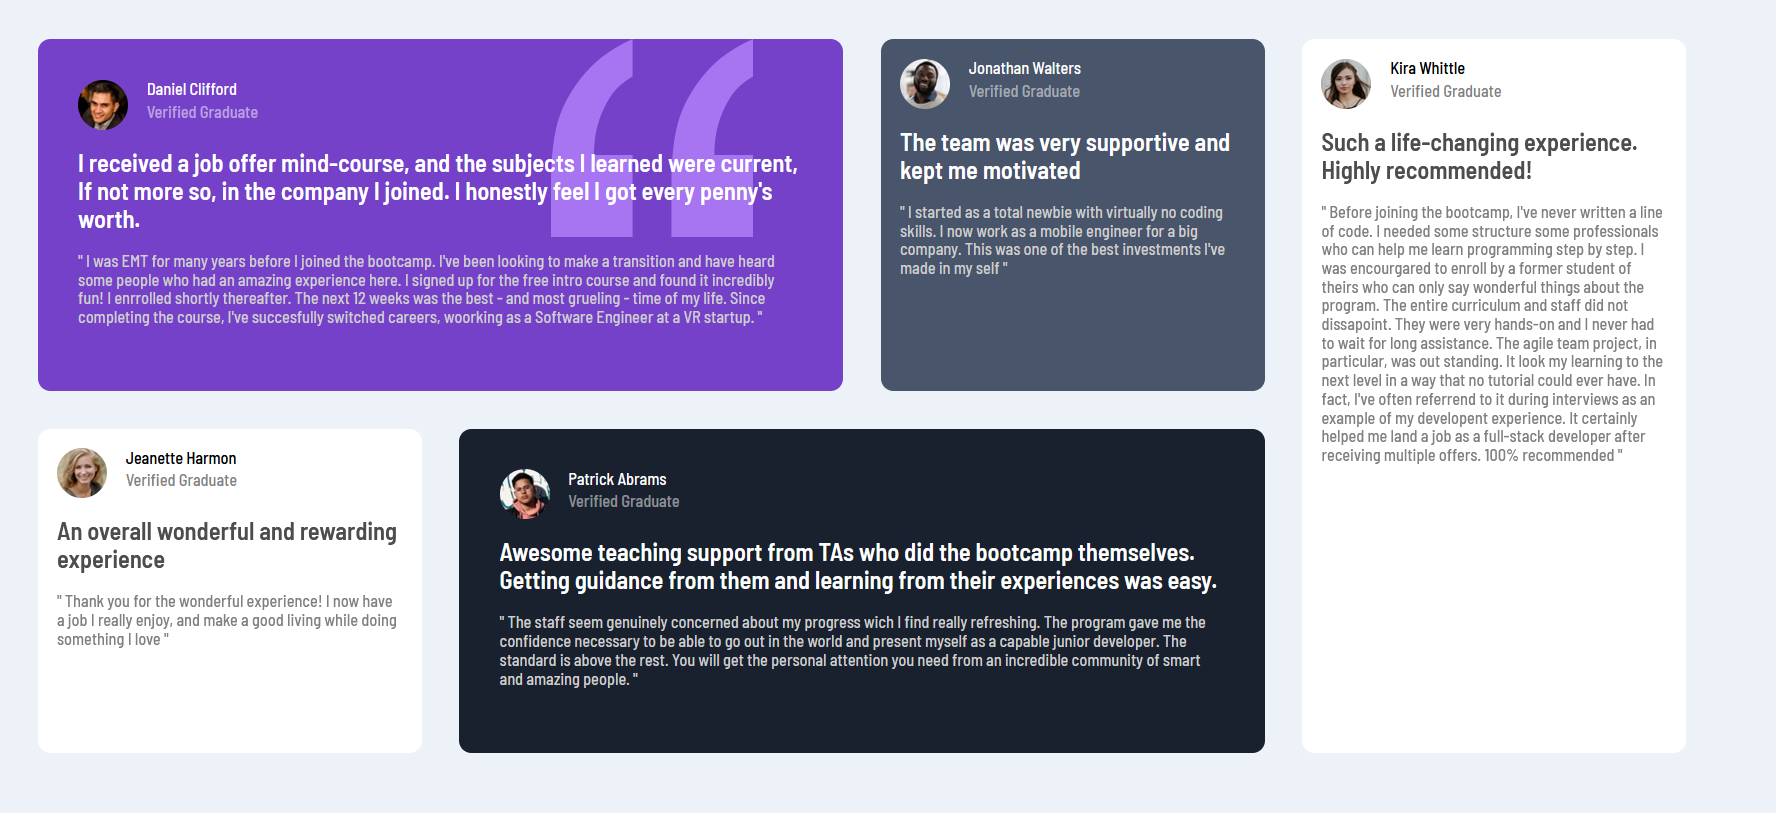 Daniel Clifford
Verified Graduate
I received a job offer mind-course, and the subjects I learned were current,
If not more so, in the company I joined. I honestly feel I got every penny's
worth.
" I was EMT for many years before I joined the bootcamp. I've been looking to make a transition and have heard
some people who had an amazing experience here. I signed up for the free intro course and found it incredibly
fun! I enrrolled shortly thereafter. The next 12 weeks was the best - and most grueling - time of my life. Since
completing the course, I've succesfully switched careers, woorking as a Software Engineer at a VR startup. "
Jonathan Walters
Verified Graduate
The team was very supportive and
kept me motivated
" I started as a total newbie with virtually no coding
skills. I now work as a mobile engineer for a big
company. This was one of the best investments I've
made in my self "
Kira Whittle
Verified Graduate
Such a life-changing experience.
Highly recommended!
" Before joining the bootcamp, I've never written a line
of code. I needed some structure some professionals
who can help me learn programming step by step. I
was encourgared to enroll by a former student of
theirs who can only say wonderful things about the
program. The entire curriculum and staff did not
dissapoint. They were very hands-on and I never had
to wait for long assistance. The agile team project, in
particular, was out standing. It look my learning to the
next level in a way that no tutorial could ever have. In
fact, I've often referrend to it during interviews as an
example of my developent experience. It certainly
helped me land a job as a full-stack developer after
receiving multiple offers. 100% recommended "
Jeanette Harmon
Verified Graduate
An overall wonderful and rewarding
experience
" Thank you for the wonderful experience! I now have
a job I really enjoy, and make a good living while doing
something I love "
Patrick Abrams
Verified Graduate
Awesome teaching support from TAs who did the bootcamp themselves.
Getting guidance from them and learning from their experiences was easy.
" The staff seem genuinely concerned about my progress wich I find really refreshing. The program gave me the
confidence necessary to be able to go out in the world and present myself as a capable junior developer. The
standard is above the rest. You will get the personal attention you need from an incredible community of smart
and amazing people. "